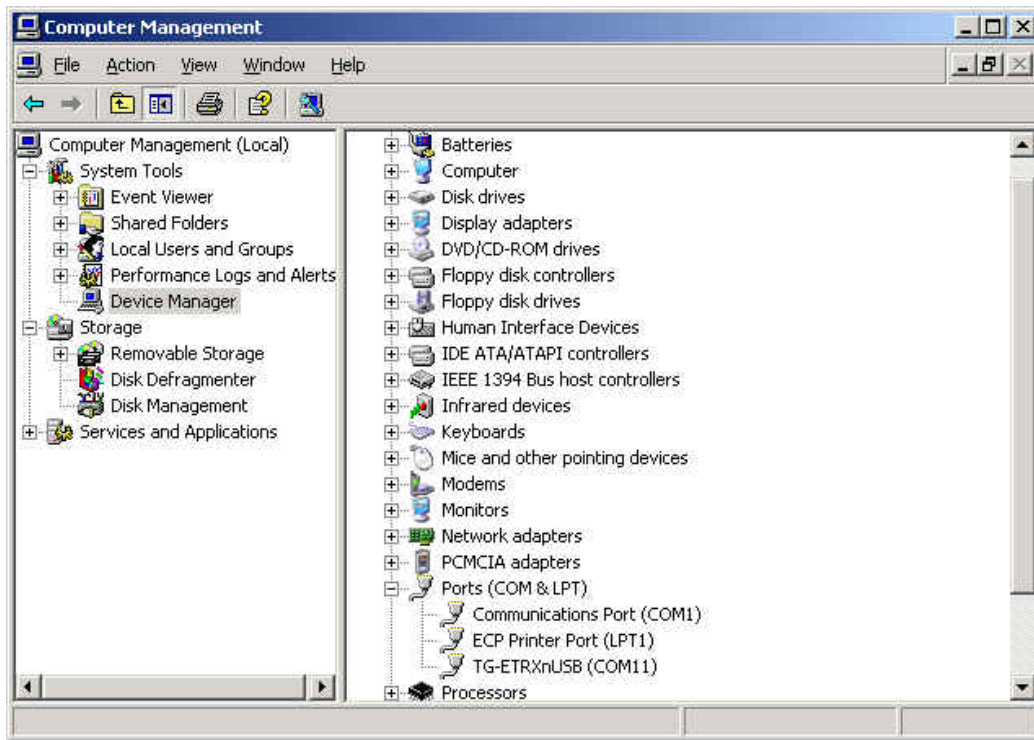 Computer Management
File Action View Window Help
Computer Management (Local)
System Tools
Event Viewer
Shared Folders
Local Users and Groups
Performance Logs and Alerts
Device Manager
Storage
Removable Storage
Disk Defragmenter
Disk Management
Services and Applications
Batteries
Computer
Disk drives
Display adapters
DVD/CD-ROM drives
Floppy disk controllers
Floppy disk drives
Human Interface Devices
IDE ATA/ATAPI controllers
IEEE 1394 Bus host controllers
Infrared devices
Keyboards
Mice and other pointing devices
Modems
Monitors
Network adapters
PCMCIA adapters
Ports (COM & LPT)
Communications Port (COM1)
ECP Printer Port (LPT1)
TG-ETRXnUSB (COM11)
Processors